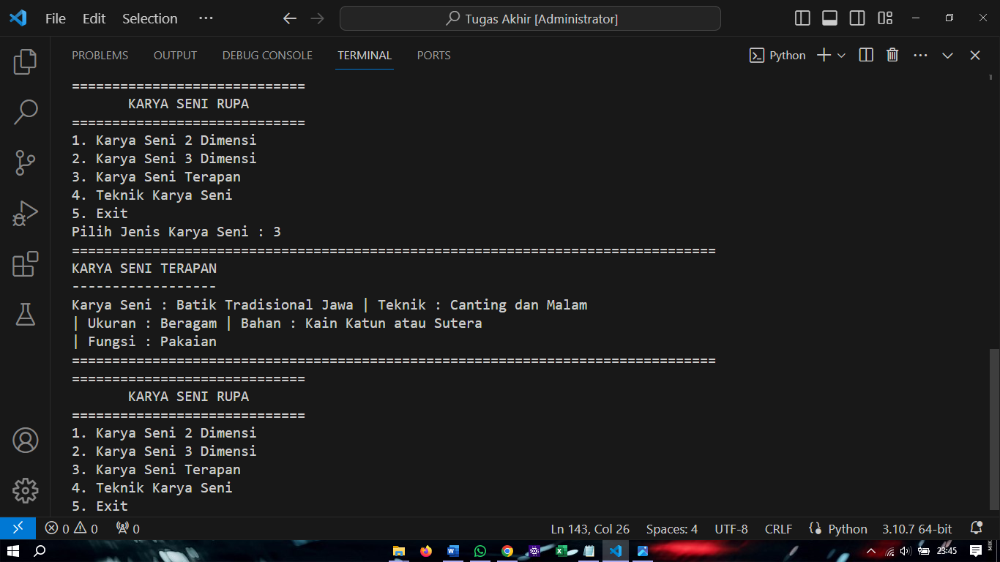 File Edit Selection ··· Tugas Akhir [Administrator]
PROBLEMS OUTPUT DEBUG CONSOLE TERMINAL PORTS Python
=============================
KARYA SENI RUPA
=============================
1. Karya Seni 2 Dimensi
2. Karya Seni 3 Dimensi
3. Karya Seni Terapan
4. Teknik Karya Seni
5. Exit
Pilih Jenis Karya Seni : 3
================================================================================
KARYA SENI TERAPAN
------------------
Karya Seni : Batik Tradisional Jawa | Teknik : Canting dan Malam
| Ukuran : Beragam | Bahan : Kain Katun atau Sutera
| Fungsi : Pakaian
================================================================================
=============================
KARYA SENI RUPA
=============================
1. Karya Seni 2 Dimensi
2. Karya Seni 3 Dimensi
3. Karya Seni Terapan
4. Teknik Karya Seni
5. Exit
0 0 0 Ln 143, Col 26 Spaces: 4 UTF-8 CRLF Python 3.10.7 64-bit
23:45 MIK